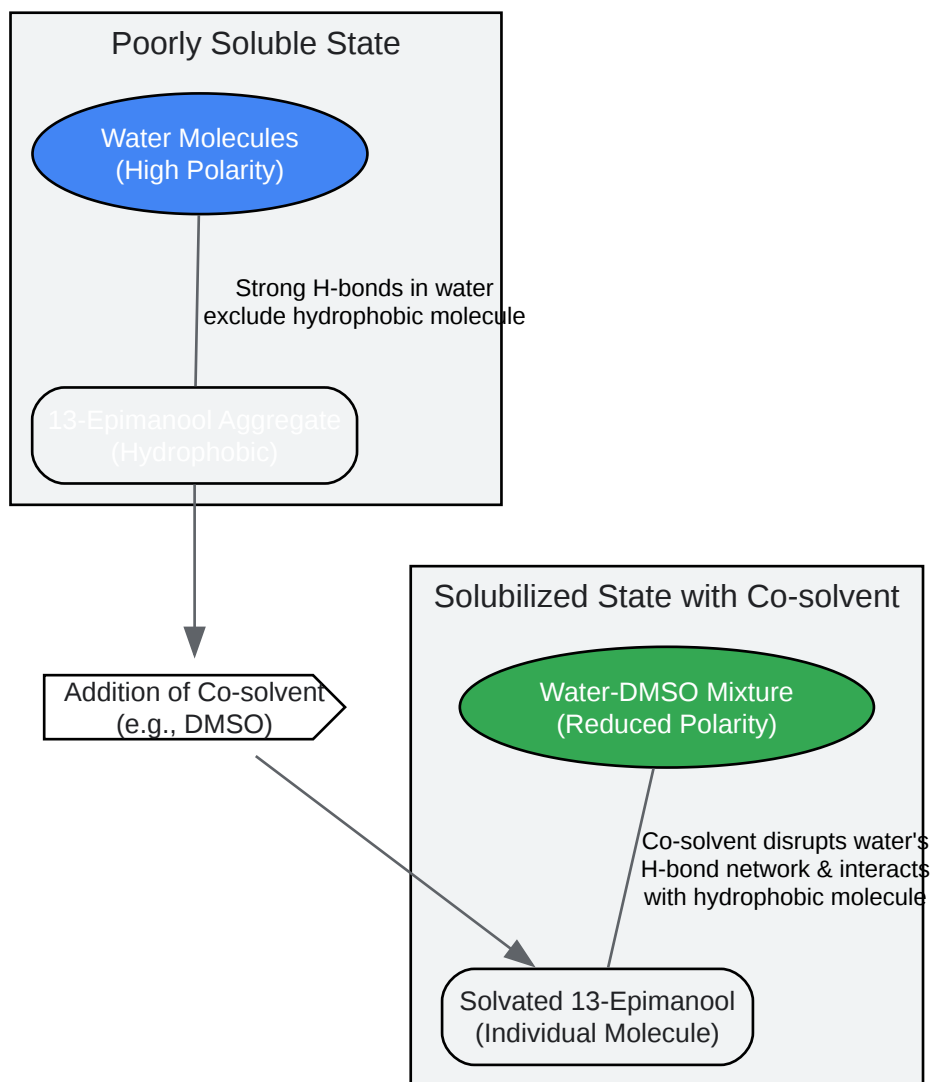 Poorly Soluble State
Water Molecules
(High Polarity)
Strong H-bonds in water
exclude hydrophobic molecule
13-Epimanool Aggregate
(Hydrophobic)
Addition of Co-solvent
(e.g., DMSO)
Solubilized State with Co-solvent
Water-DMSO Mixture
(Reduced Polarity)
Co-solvent disrupts water's
H-bond network & interacts
with hydrophobic molecule
Solvated 13-Epimanool
(Individual Molecule)